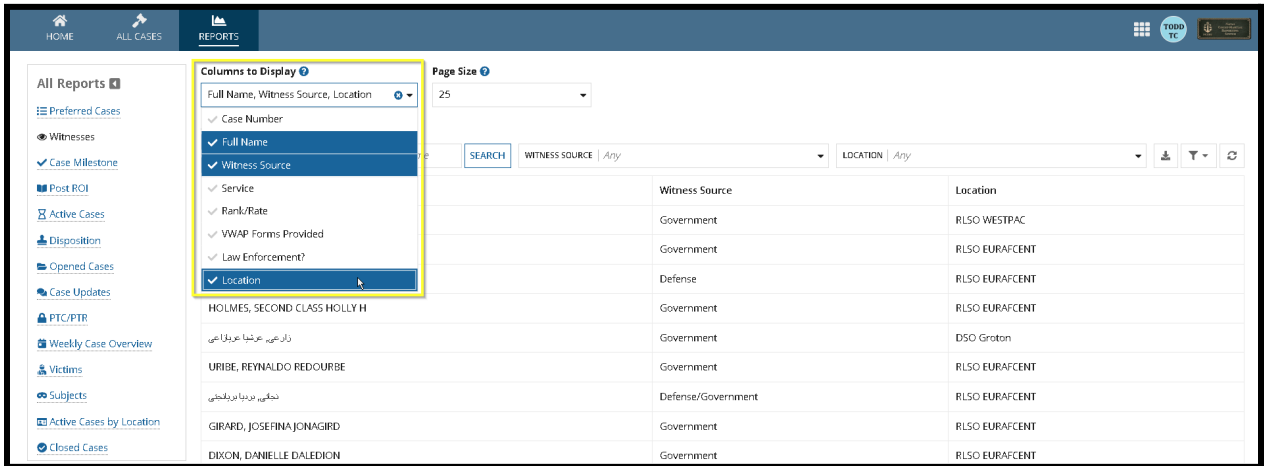 HOME
ALL CASES
REPORTS
TODD
TC
All Reports
Preferred Cases
Witnesses
Case Milestone
Post ROI
Active Cases
Disposition
Opened Cases
Case Updates
PTC/PTR
Weekly Case Overview
Victims
Subjects
Active Cases by Location
Closed Cases
Columns to Display
Full Name, Witness Source, Location
Case Number
Full Name
Witness Source
Service
Rank/Rate
VWAP Forms Provided
Law Enforcement?
Location
Page Size
25
SEARCH
WITNESS SOURCE Any
LOCATION Any
Witness Source Location
Government RLSO WESTPAC
Government RLSO EURAFCENT
Defense RLSO EURAFCENT
HOLMES, SECOND CLASS HOLLY H Government RLSO EURAFCENT
Government DSO Groton
URIBE, REYNALDO REDOURBE Government RLSO EURAFCENT
Defense/Government RLSO EURAFCENT
GIRARD, JOSEFINA JONAGIRD Government RLSO EURAFCENT
DIXON, DANIELLE DALEDION Government RLSO EURAFCENT